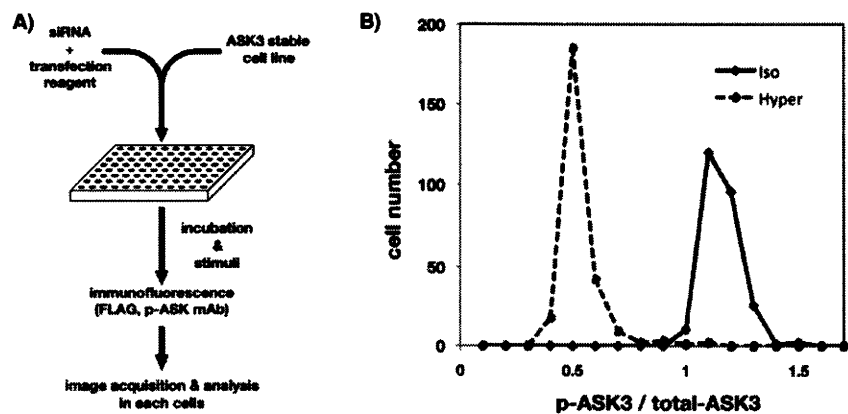 A)
siRNA
+
transfection
reagent
ASK3 stable
cell line
incubation
&
stimuli
immunofluorescence
(FLAG, p-ASK mAb)
image acquisition & analysis
in each cells
B)
200
150
100
50
0
cell number
Iso
Hyper
0
0.5
1
1.5
p-ASK3 / total-ASK3